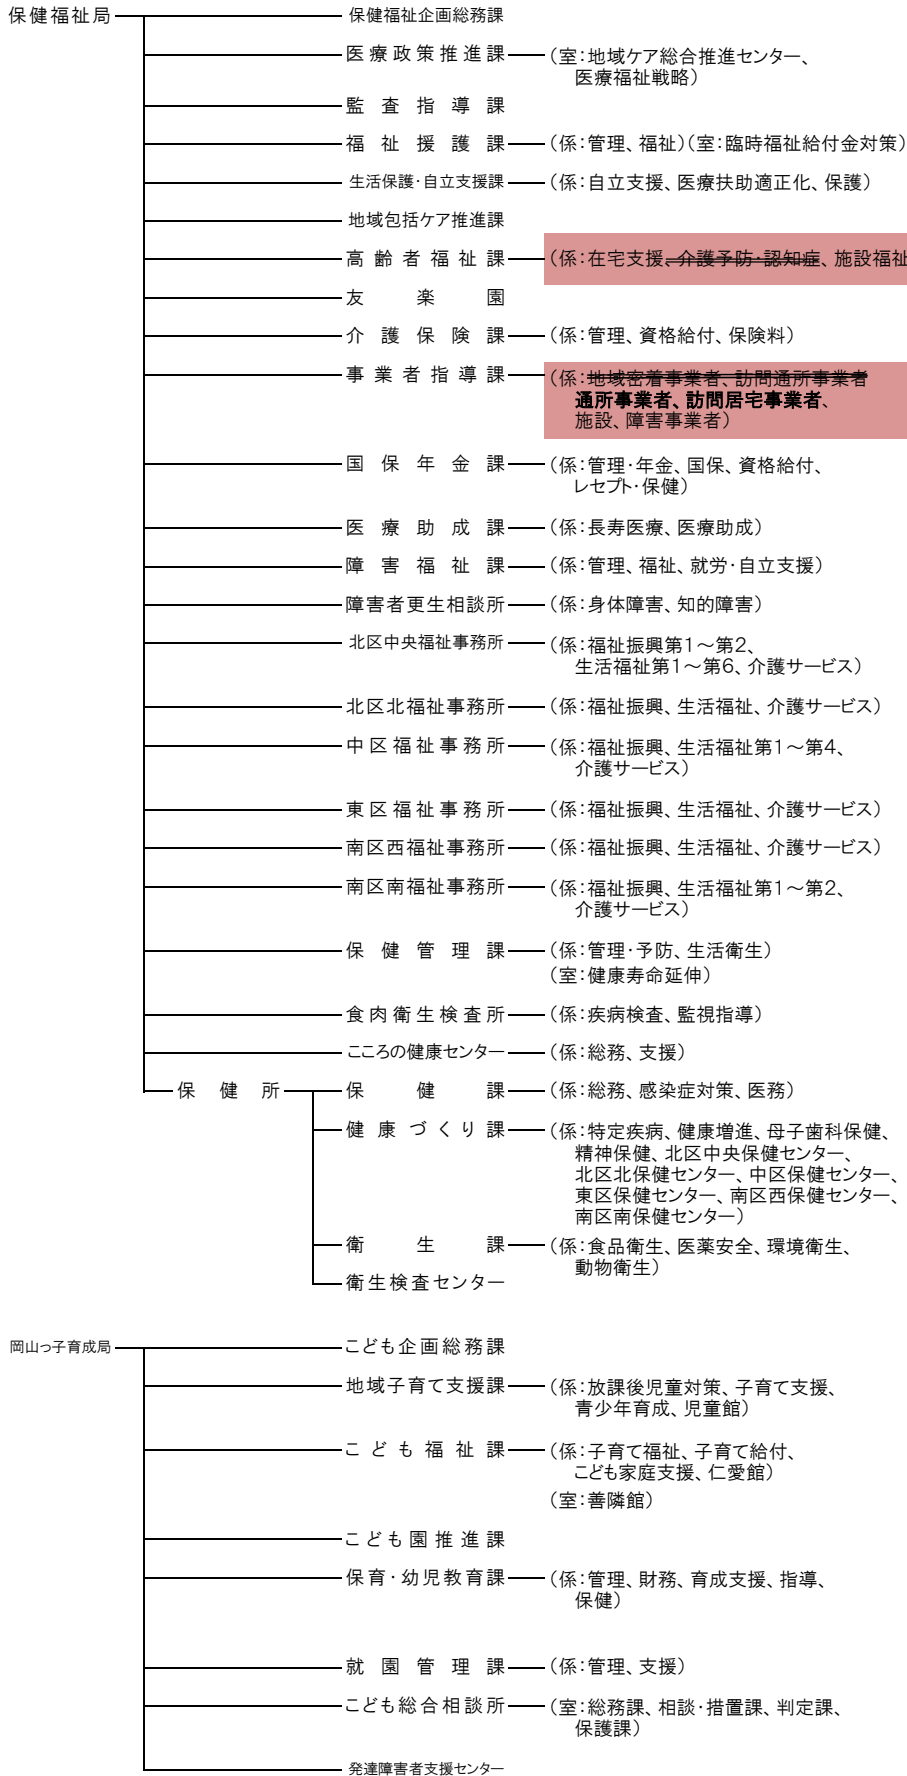 保健福祉局 保健福祉企画総務課
医療政策推進課 (室:地域ケア総合推進センター、
医療福祉戦略)
監査指導課
福祉援護課 (係:管理、福祉)(室:臨時福祉給付金対策)
生活保護・自立支援課 (係:自立支援、医療扶助適正化、保護)
地域包括ケア推進課
高齢者福祉課 (係:在宅支援、介護予防・認知症、施設福祉
友楽園
介護保険課 (係:管理、資格給付、保険料)
事業者指導課 (係:地域密着事業者、訪問通所事業者
通所事業者、訪問居宅事業者、
施設、障害事業者)
国保年金課 (係:管理・年金、国保、資格給付、
レセプト・保健)
医療助成課 (係:長寿医療、医療助成)
障害福祉課 (係:管理、福祉、就労・自立支援)
障害者更生相談所 (係:身体障害、知的障害)
北区中央福祉事務所 (係:福祉振興第1～第2、
生活福祉第1～第6、介護サービス)
北区北福祉事務所 (係:福祉振興、生活福祉、介護サービス)
中区福祉事務所 (係:福祉振興、生活福祉第1～第4、
介護サービス)
東区福祉事務所 (係:福祉振興、生活福祉、介護サービス)
南区西福祉事務所 (係:福祉振興、生活福祉、介護サービス)
南区南福祉事務所 (係:福祉振興、生活福祉第1～第2、
介護サービス)
保健管理課 (係:管理・予防、生活衛生)
(室:健康寿命延伸)
食肉衛生検査所 (係:疾病検査、監視指導)
こころの健康センター (係:総務、支援)
保健所 保健課 (係:総務、感染症対策、医務)
健康づくり課 (係:特定疾病、健康増進、母子歯科保健、
精神保健、北区中央保健センター、
北区北保健センター、中区保健センター、
東区保健センター、南区西保健センター、
南区南保健センター)
衛生課 (係:食品衛生、医薬安全、環境衛生、
動物衛生)
衛生検査センター
岡山っ子育成局 こども企画総務課
地域子育て支援課 (係:放課後児童対策、子育て支援、
青少年育成、児童館)
こども福祉課 (係:子育て福祉、子育て給付、
こども家庭支援、仁愛館)
(室:善隣館)
こども園推進課
保育・幼児教育課 (係:管理、財務、育成支援、指導、
保健)
就園管理課 (係:管理、支援)
こども総合相談所 (室:総務課、相談・措置課、判定課、
保護課)
発達障害者支援センター